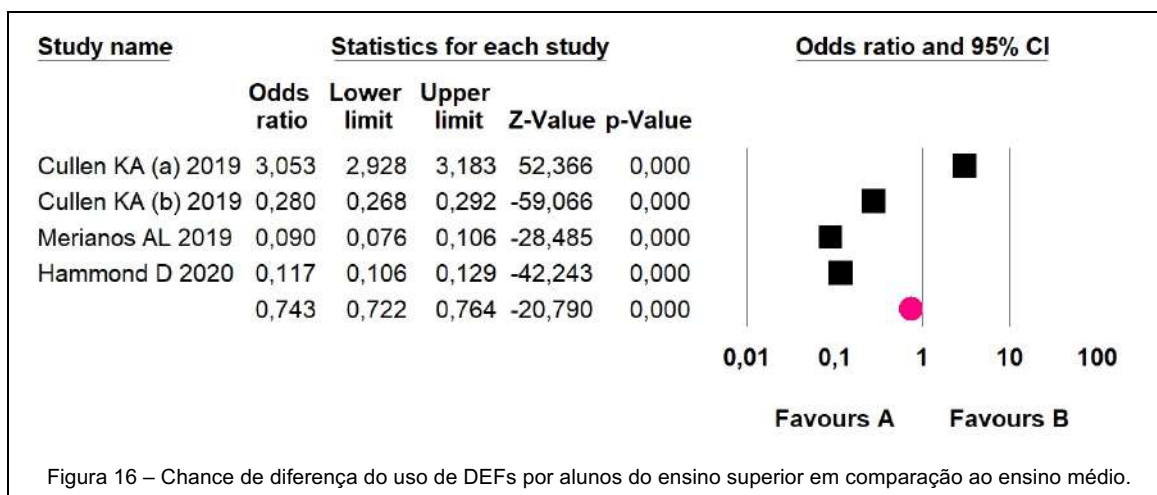 Study name Statistics for each study Odds ratio and 95% CI
Odds Lower Upper
ratio limit limit Z-Value p-Value
Cullen KA (a) 2019 3,053 2,928 3,183 52,366 0,000
Cullen KA (b) 2019 0,280 0,268 0,292 -59,066 0,000
Merianos AL 2019 0,090 0,076 0,106 -28,485 0,000
Hammond D 2020 0,117 0,106 0,129 -42,243 0,000
0,743 0,722 0,764 -20,790 0,000
0,01 0,1 1 10 100
Favours A Favours B
Figura 16 – Chance de diferença do uso de DEFs por alunos do ensino superior em comparação ao ensino médio.